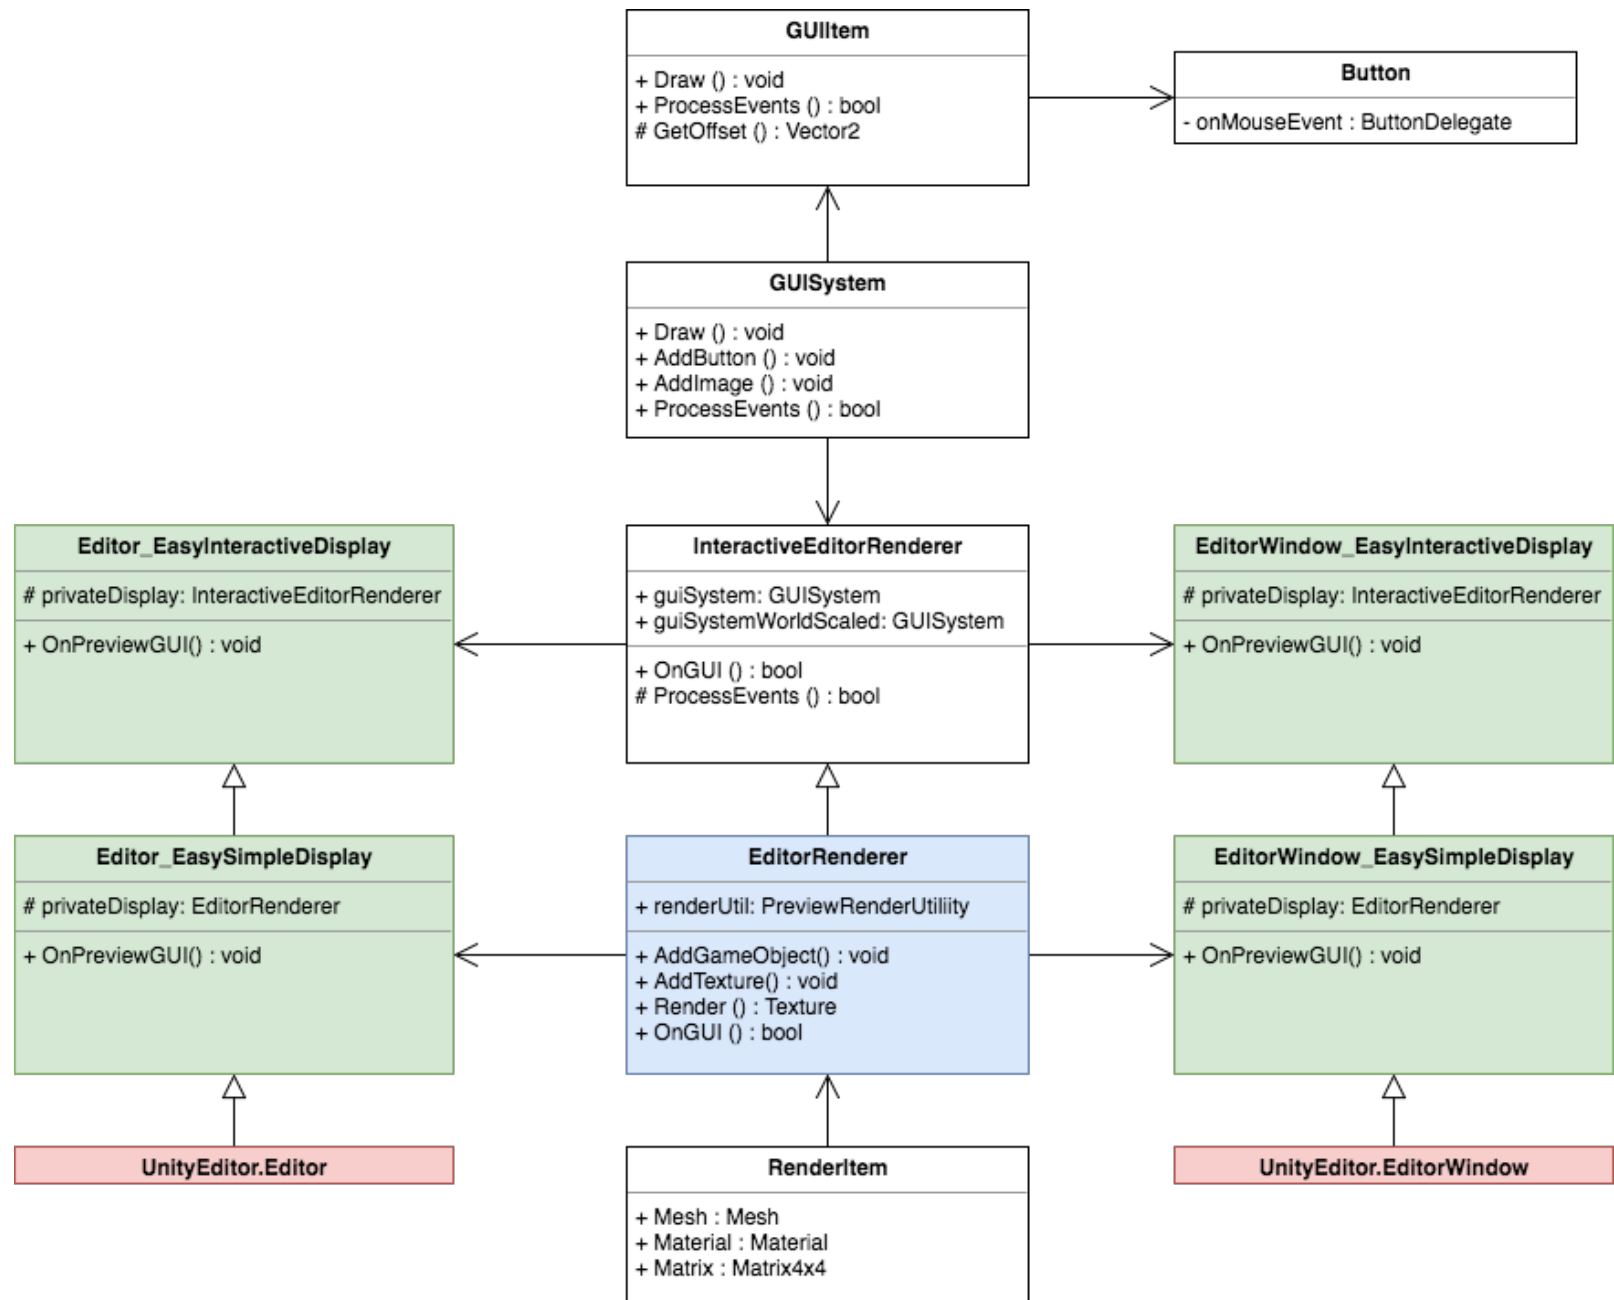 GUIItem
+ Draw () : void
+ ProcessEvents () : bool
# GetOffset () : Vector2
Button
- onMouseEvent : ButtonDelegate
GUISystem
+ Draw () : void
+ AddButton () : void
+ AddImage () : void
+ ProcessEvents () : bool
Editor_EasyInteractiveDisplay
# privateDisplay: InteractiveEditorRenderer
+ OnPreviewGUI() : void
InteractiveEditorRenderer
+ guiSystem: GUISystem
+ guiSystemWorldScaled: GUISystem
+ OnGUI () : bool
# ProcessEvents () : bool
EditorWindow_EasyInteractiveDisplay
# privateDisplay: InteractiveEditorRenderer
+ OnPreviewGUI() : void
Editor_EasySimpleDisplay
# privateDisplay: EditorRenderer
+ OnPreviewGUI() : void
EditorRenderer
+ renderUtil: PreviewRenderUtiliity
+ AddGameObject() : void
+ AddTexture() : void
+ Render () : Texture
+ OnGUI () : bool
EditorWindow_EasySimpleDisplay
# privateDisplay: EditorRenderer
+ OnPreviewGUI() : void
UnityEditor.Editor
RenderItem
+ Mesh : Mesh
+ Material : Material
+ Matrix : Matrix4x4
UnityEditor.EditorWindow